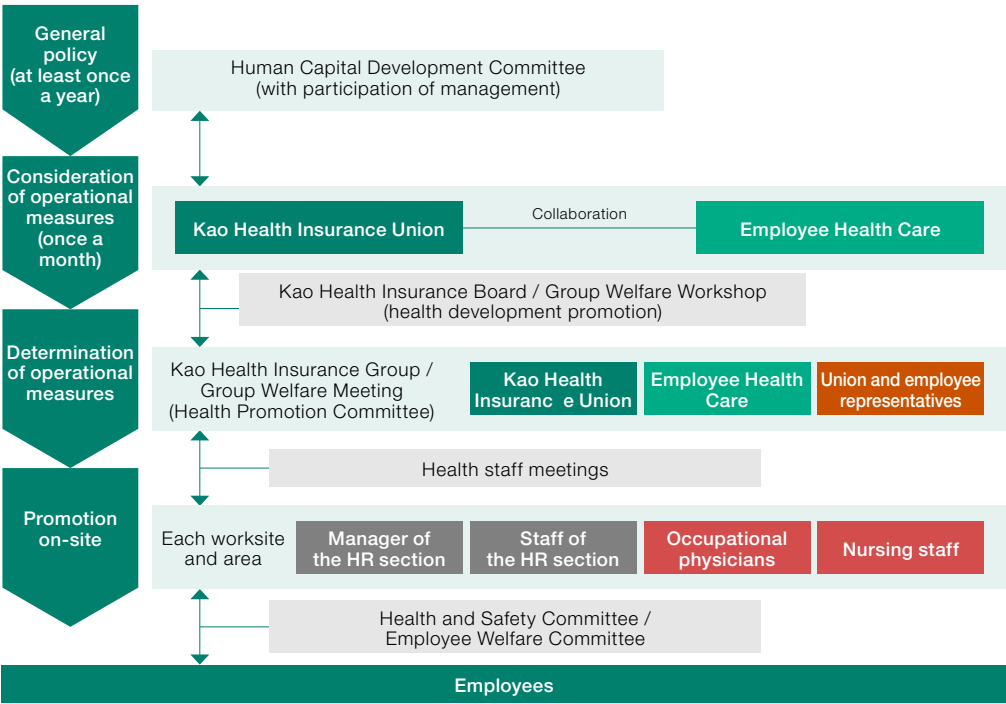 General
policy
(at least once
a year)
Human Capital Development Committee
(with participation of management)
Consideration
of operational
measures
(once a
month)
Kao Health Insurance Union
Collaboration
Employee Health Care
Kao Health Insurance Board / Group Welfare Workshop
(health development promotion)
Determination
of operational
measures
Kao Health Insurance Group /
Group Welfare Meeting
(Health Promotion Committee)
Kao Health
Insuranc e Union
Employee Health
Care
Union and employee
representatives
Health staff meetings
Promotion
on-site
Each worksite
and area
Manager of
the HR section
Staff of
the HR section
Occupational
physicians
Nursing staff
Health and Safety Committee /
Employee Welfare Committee
Employees